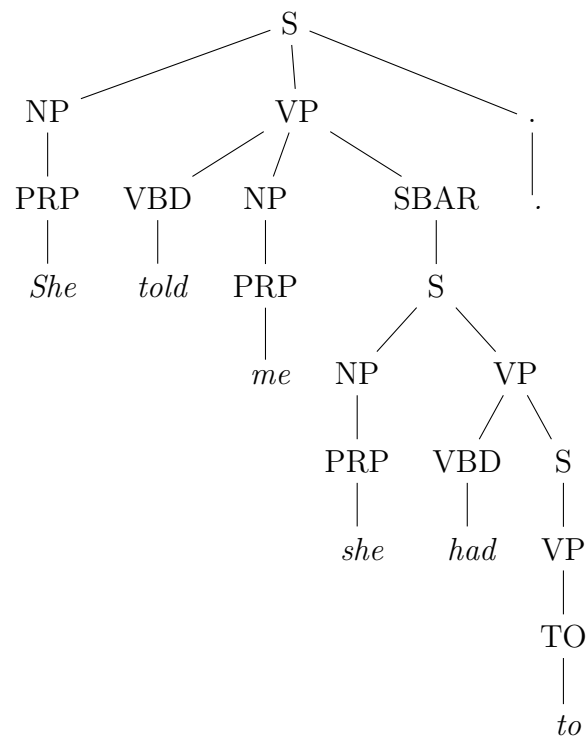 S
NP VP .
PRP VBD NP SBAR .
She told PRP S
me NP VP
PRP VBD S
she had VP
TO
to